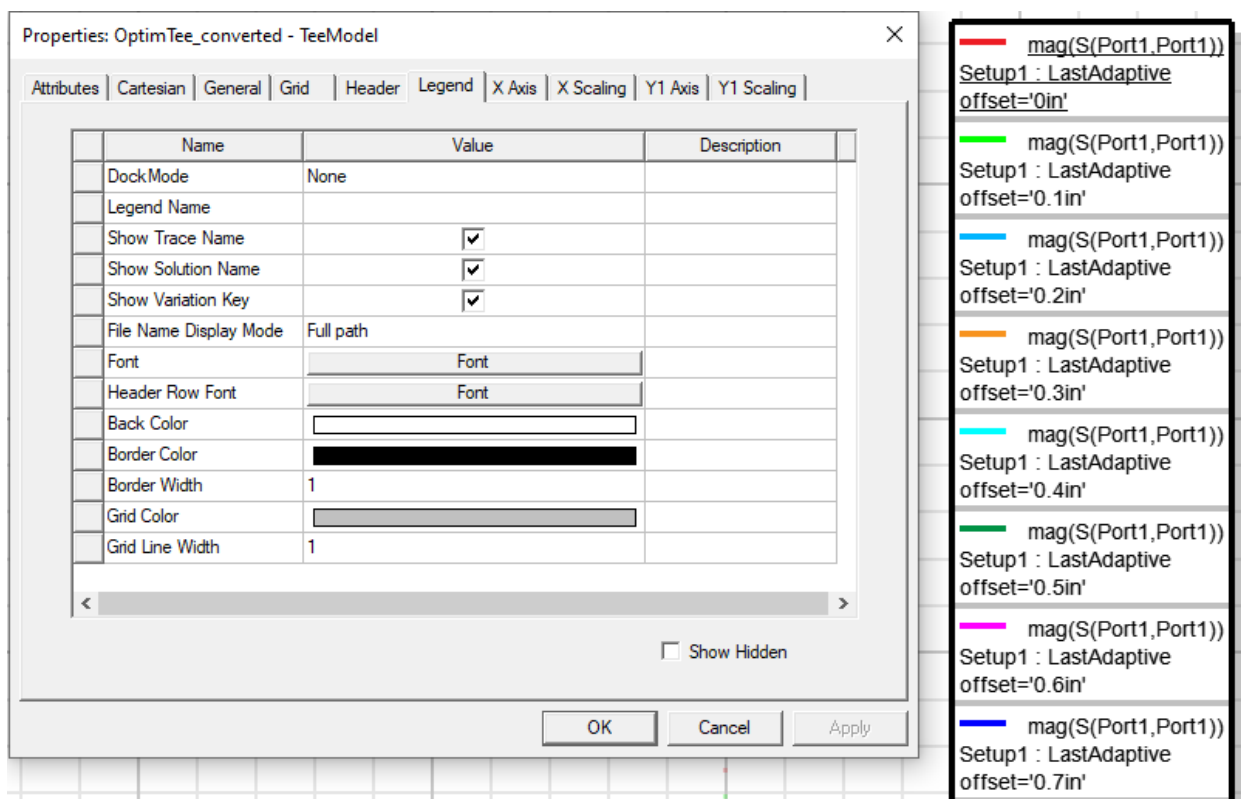 Properties: OptimTee_converted - TeeModel
Attributes Cartesian General Grid Header Legend X Axis X Scaling Y1 Axis Y1 Scaling
Name Value Description
DockMode None
Legend Name
Show Trace Name
Show Solution Name
Show Variation Key
File Name Display Mode Full path
Font Font
Header Row Font Font
Back Color
Border Color
Border Width 1
Grid Color
Grid Line Width 1
Show Hidden
OK Cancel Apply
mag(S(Port1,Port1))
Setup1 : LastAdaptive
offset='0in'
mag(S(Port1,Port1))
Setup1 : LastAdaptive
offset='0.1in'
mag(S(Port1,Port1))
Setup1 : LastAdaptive
offset='0.2in'
mag(S(Port1,Port1))
Setup1 : LastAdaptive
offset='0.3in'
mag(S(Port1,Port1))
Setup1 : LastAdaptive
offset='0.4in'
mag(S(Port1,Port1))
Setup1 : LastAdaptive
offset='0.5in'
mag(S(Port1,Port1))
Setup1 : LastAdaptive
offset='0.6in'
mag(S(Port1,Port1))
Setup1 : LastAdaptive
offset='0.7in'